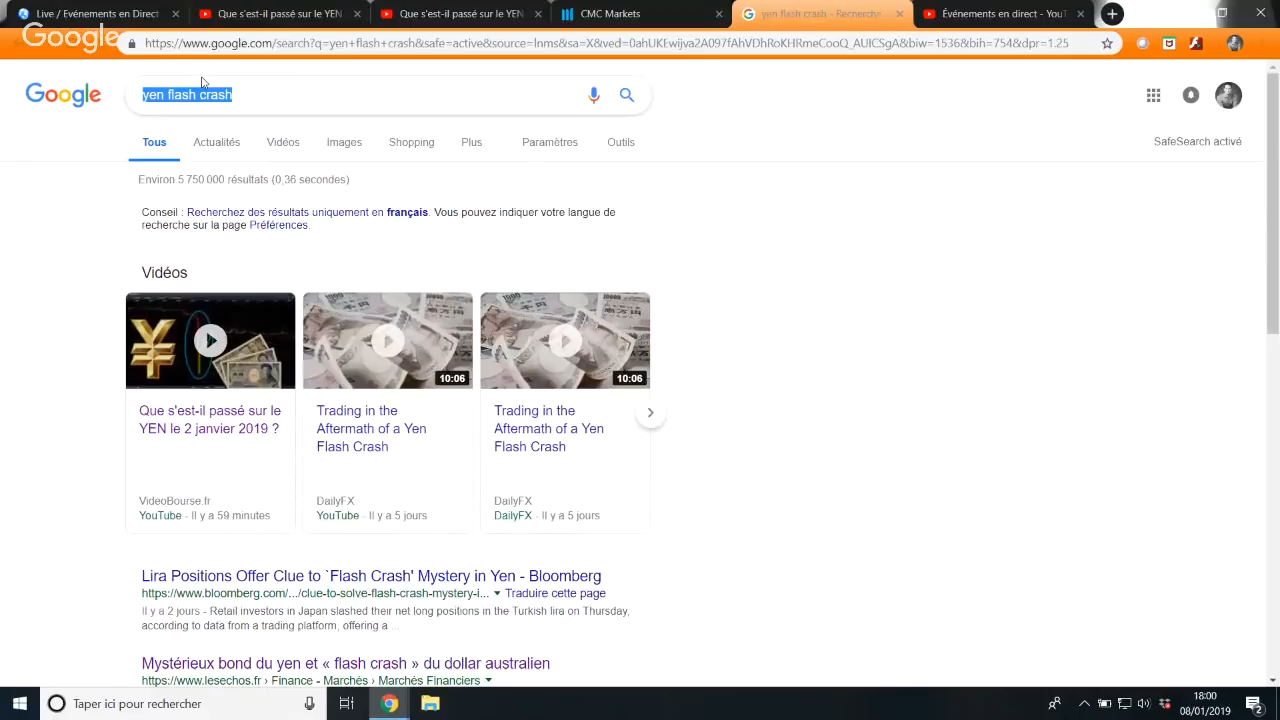 Live / Événements en Direct
Que s'est-il passé sur le YEN
Que s'est-il passé sur le YEN
CMC Markets
yen flash crash - Recherche
Événements en direct - YouT
Google
https://www.google.com/search?q=yen+flash+crash&safe=active&source=lnms&sa=X&ved=0ahUKEwijva2A097fAhVDhRoKHRmeCooQ_AUICSgA&biw=1536&bih=754&dpr=1.25
Google
yen flash crash
Tous
Actualités
Vidéos
Images
Shopping
Plus
Paramètres
Outils
SafeSearch activé
Environ 5 750 000 résultats (0,36 secondes)
Conseil : Recherchez des résultats uniquement en français. Vous pouvez indiquer votre langue de
recherche sur la page Préférences.
Vidéos
10:06
10:06
Que s'est-il passé sur le
YEN le 2 janvier 2019 ?
VideoBourse.fr
YouTube - Il y a 59 minutes
Trading in the
Aftermath of a Yen
Flash Crash
DailyFX
YouTube - Il y a 5 jours
Trading in the
Aftermath of a Yen
Flash Crash
DailyFX
DailyFX - Il y a 5 jours
Lira Positions Offer Clue to `Flash Crash' Mystery in Yen - Bloomberg
https://www.bloomberg.com/.../clue-to-solve-flash-crash-mystery-i... Traduire cette page
Il y a 2 jours - Retail investors in Japan slashed their net long positions in the Turkish lira on Thursday,
according to data from a trading platform, offering a ...
Mystérieux bond du yen et « flash crash » du dollar australien
https://www.lesechos.fr › Finance - Marchés › Marchés Financiers
Taper ici pour rechercher
18:00
08/01/2019
2